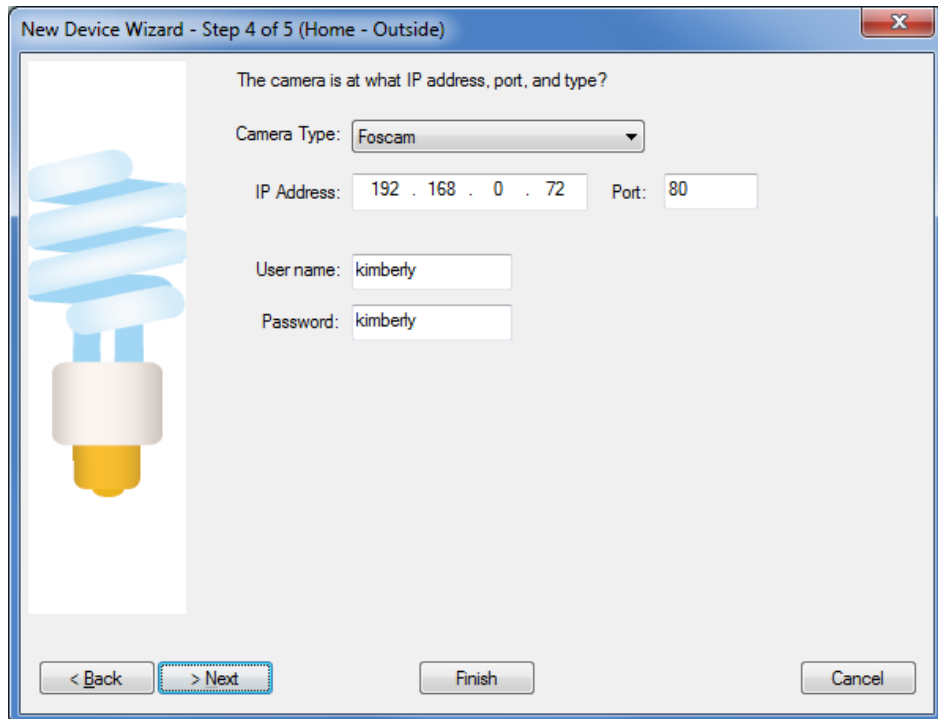 New Device Wizard - Step 4 of 5 (Home - Outside)
X
The camera is at what IP address, port, and type?
Camera Type: Foscam
IP Address: 192 . 168 . 0 . 72 Port: 80
User name: kimberly
Password: kimberly
< Back > Next Finish Cancel